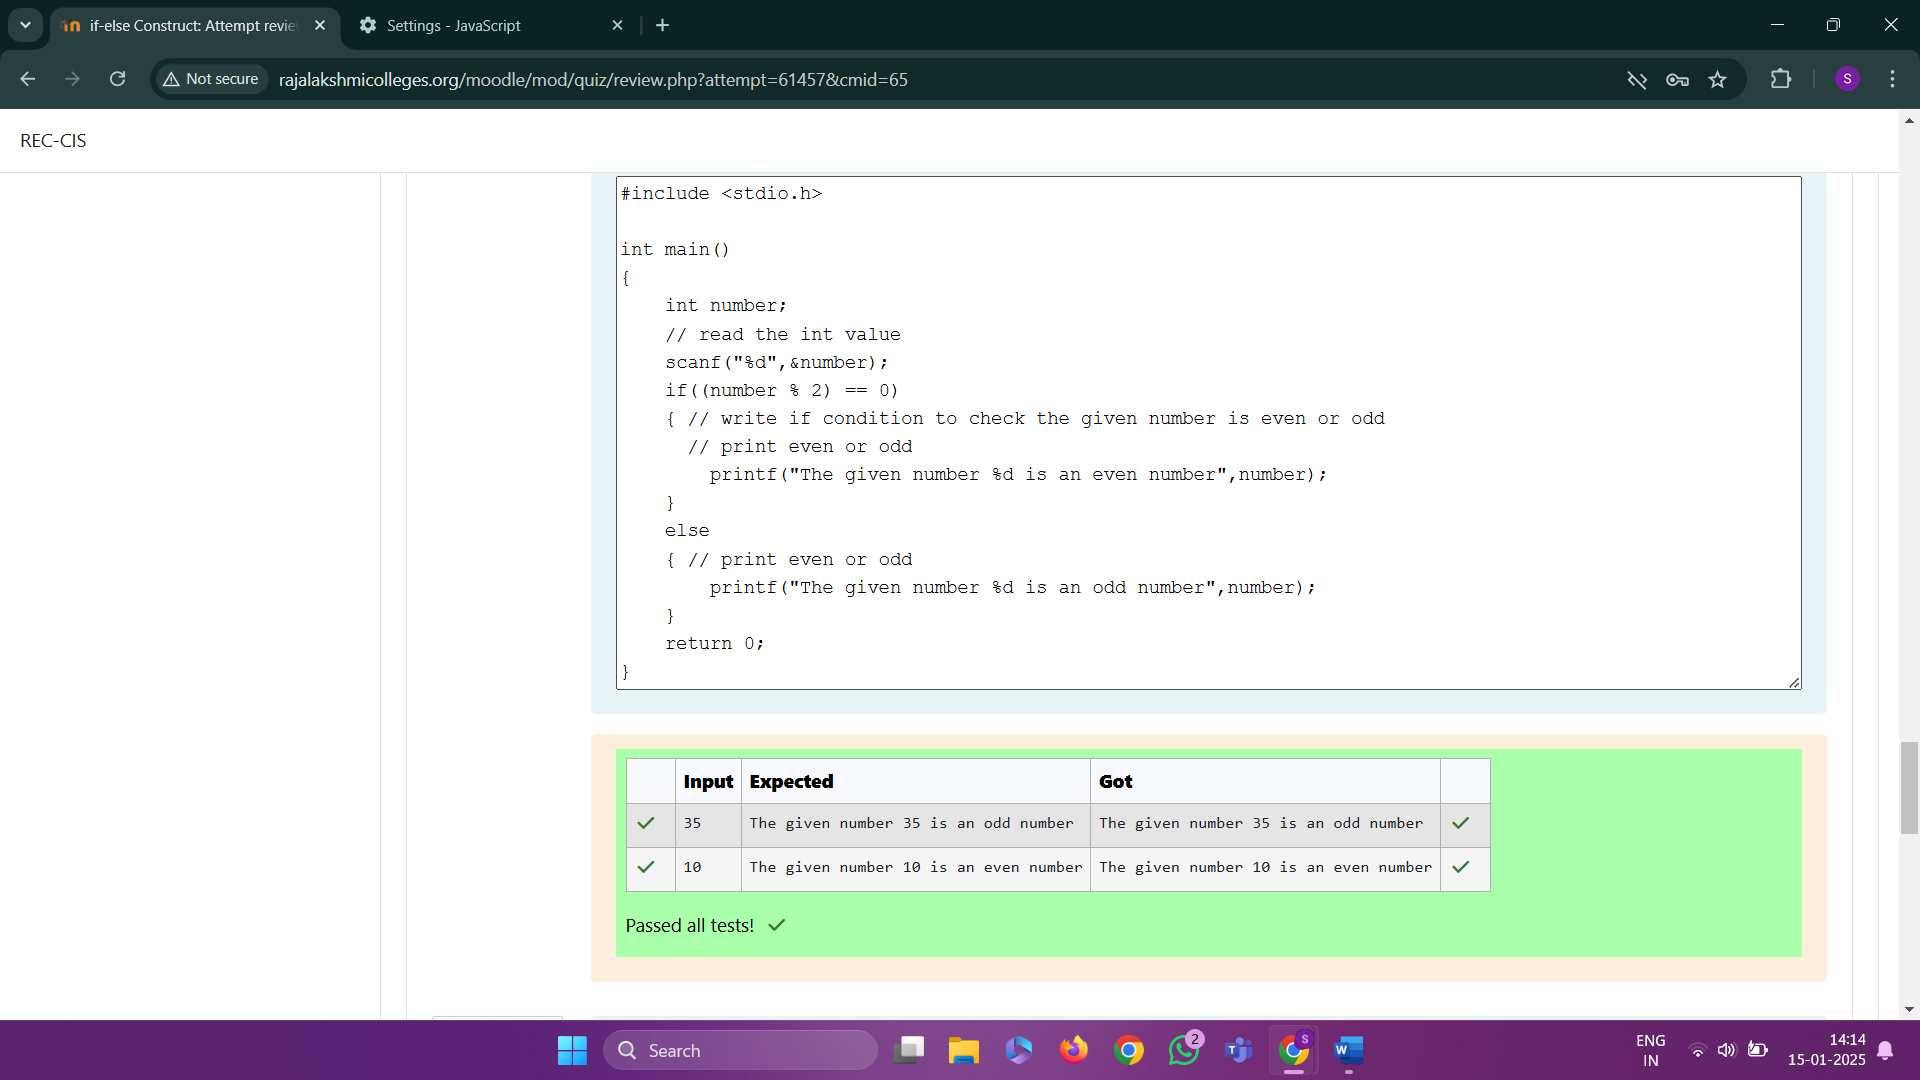 if-else Construct: Attempt revie
Settings - JavaScript
Not secure
rajalakshmicolleges.org/moodle/mod/quiz/review.php?attempt=61457&cmid=65
S
REC-CIS
#include <stdio.h>
int main()
{
int number;
// read the int value
scanf("%d",&number);
if((number % 2) == 0)
{ // write if condition to check the given number is even or odd
// print even or odd
printf("The given number %d is an even number",number);
}
else
{ // print even or odd
printf("The given number %d is an odd number",number);
}
return 0;
}
Input Expected Got
35 The given number 35 is an odd number The given number 35 is an odd number
10 The given number 10 is an even number The given number 10 is an even number
Passed all tests!
Search
2
T
S
W
ENG
IN
14:14
15-01-2025